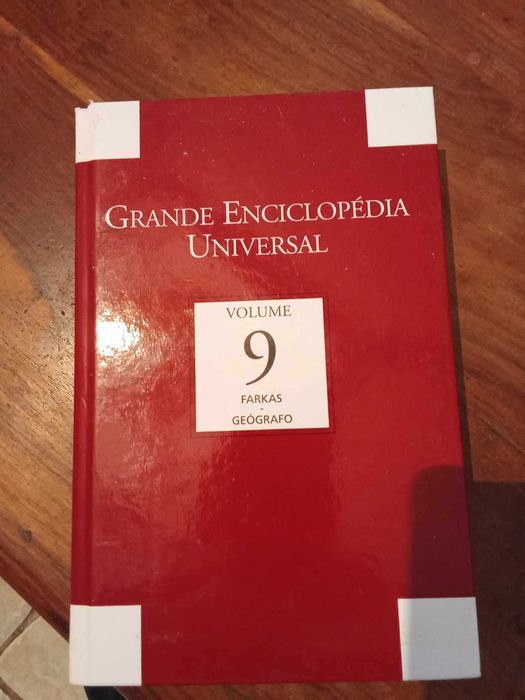 GRANDE ENCICLOPÉDIA
UNIVERSAL
VOLUME
9
FARKAS
-
GEÓGRAFO